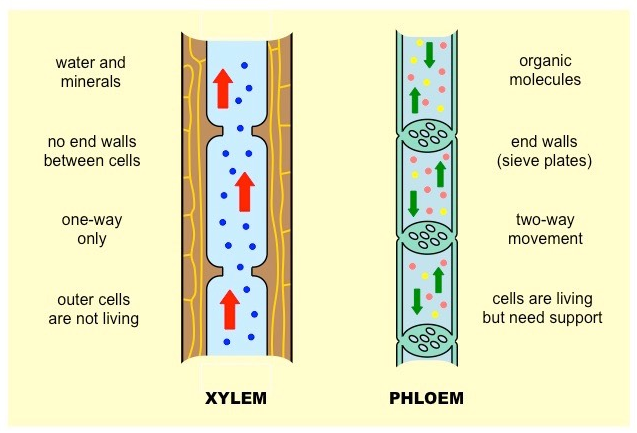 water and
minerals
no end walls
between cells
one-way
only
outer cells
are not living
XYLEM
organic
molecules
end walls
(sieve plates)
two-way
movement
cells are living
but need support
PHLOEM